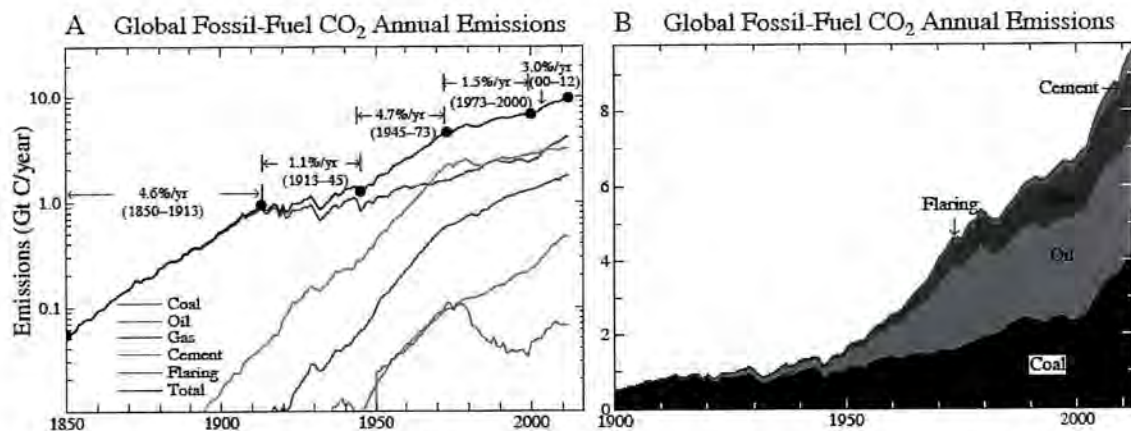 A Global Fossil-Fuel CO2 Annual Emissions
3.0%/yr
1.5%/yr (00–12)
(1973–2000)
4.7%/yr
(1945–73)
1.1%/yr
(1913–45)
4.6%/yr
(1850–1913)
Emissions (Gt C/year)
10.0
1.0
0.1
Coal
Oil
Gas
Cement
Flaring
Total
1850 1900 1950 2000
B Global Fossil-Fuel CO2 Annual Emissions
8
6
4
2
0
Cement
Flaring
Oil
Coal
1900 1950 2000